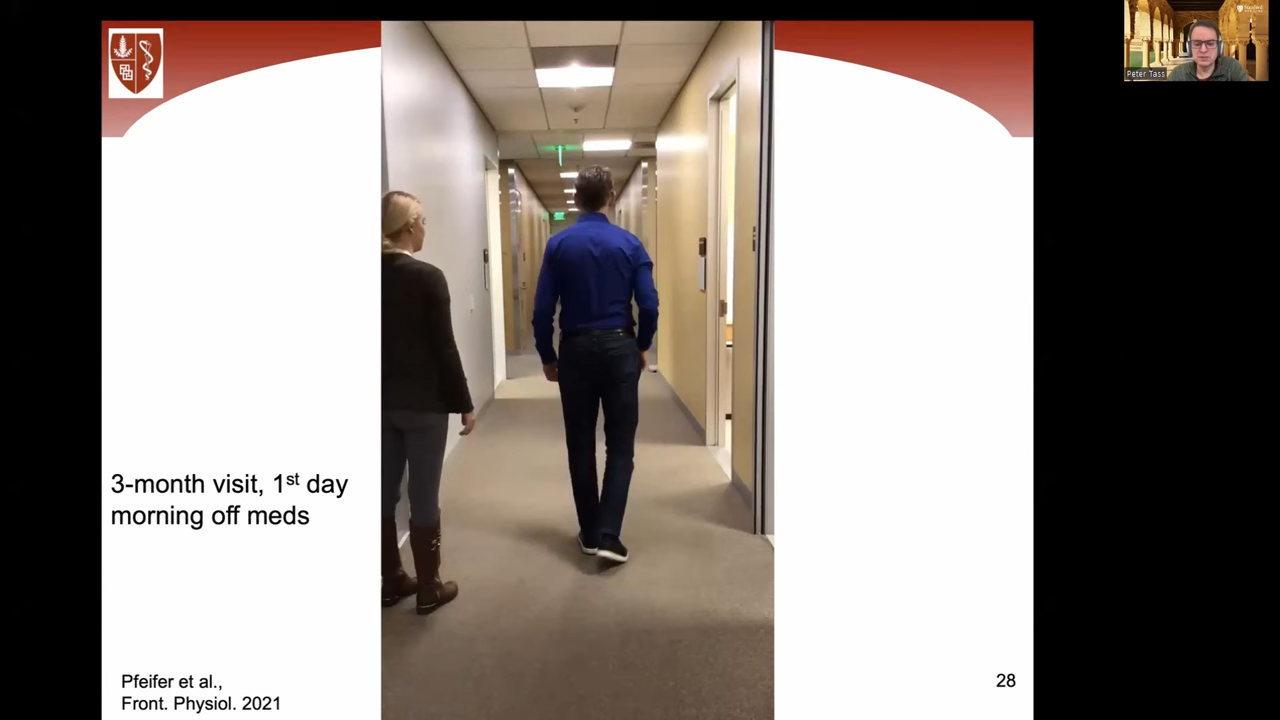 Peter Tass
3-month visit, 1st day
morning off meds
Pfeifer et al.,
Front. Physiol. 2021
28